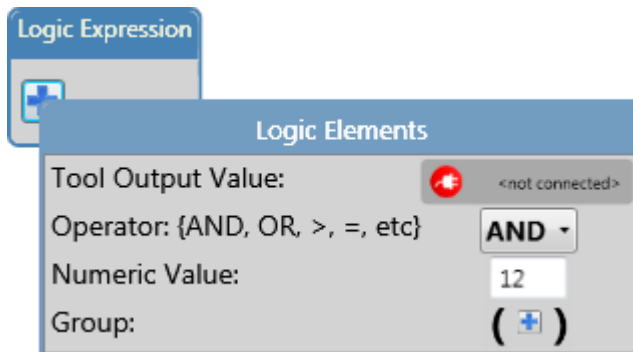 Logic Expression
Logic Elements
Tool Output Value: <not connected>
Operator: {AND, OR, >, =, etc} AND
Numeric Value: 12
Group: ( )